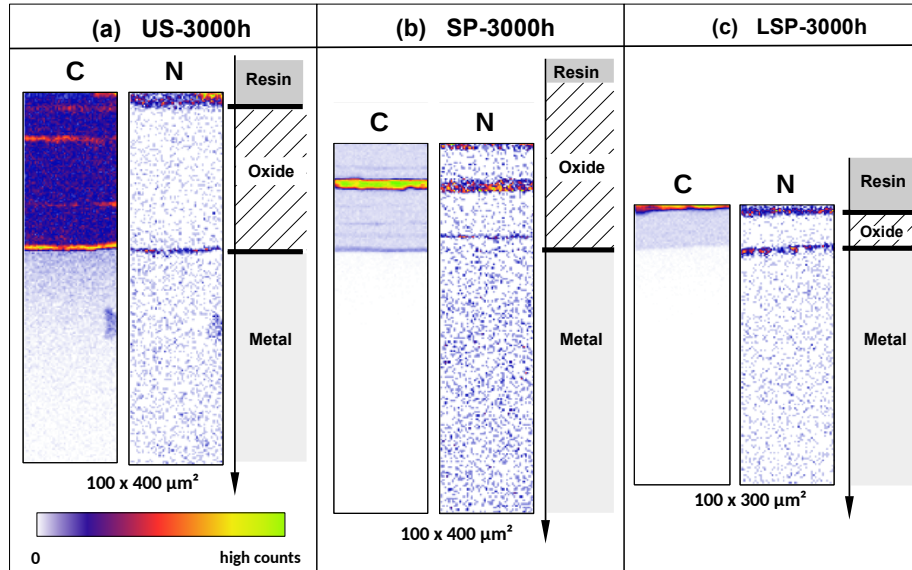 (a) US-3000h
(b) SP-3000h
(c) LSP-3000h
C N
Resin
Oxide
Metal
100 x 400 µm²
0 high counts
Resin
C N
Oxide
Metal
100 x 400 µm²
C N
Resin
Oxide
Metal
100 x 300 µm²